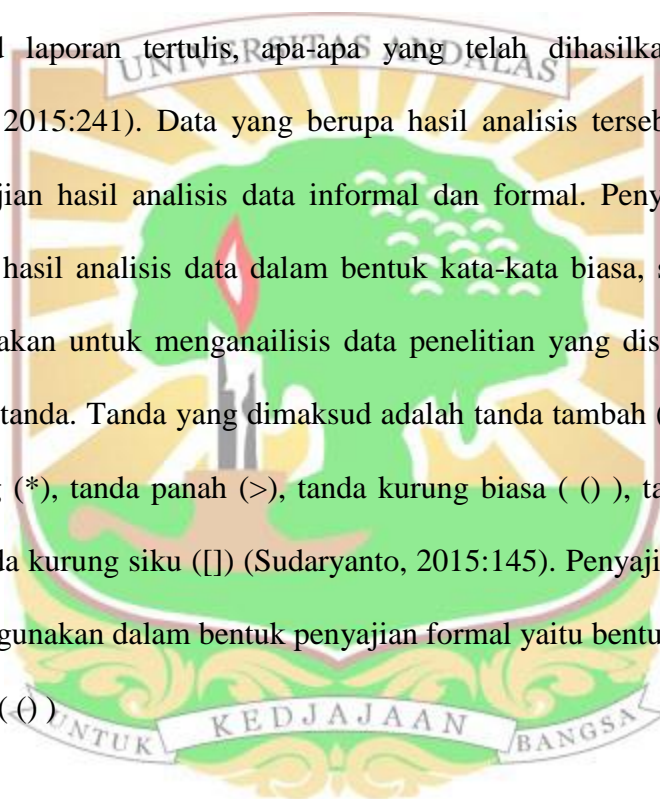 UNIVERSITAS ANDALAS
laporan tertulis, apa-apa yang telah dihasilka
2015:241). Data yang berupa hasil analisis terseb
jian hasil analisis data informal dan formal. Peny
hasil analisis data dalam bentuk kata-kata biasa, s
akan untuk menganailisis data penelitian yang dis
tanda. Tanda yang dimaksud adalah tanda tambah (
(*), tanda panah (>), tanda kurung biasa ( () ), ta
da kurung siku ([]) (Sudaryanto, 2015:145). Penyaji
gunakan dalam bentuk penyajian formal yaitu bentu
( () )
UNTUK KEDJAJAAN BANGSA